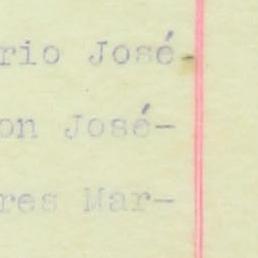 rio José-
on José-
res Mar-